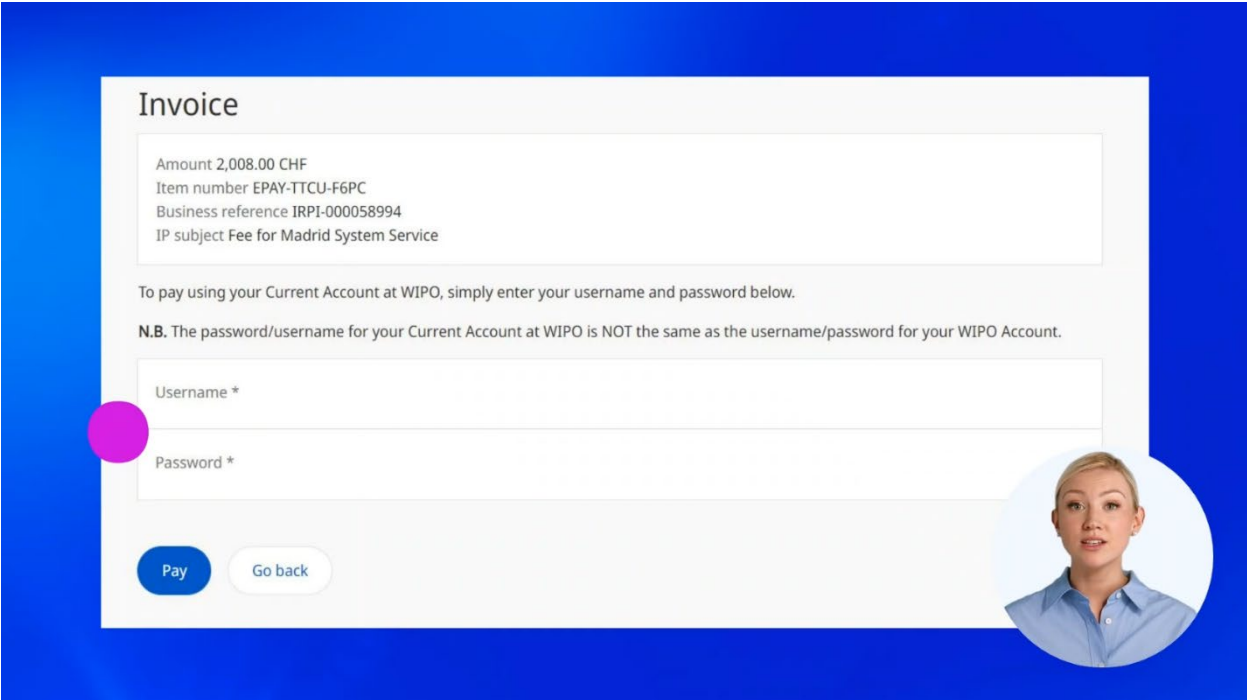 Invoice
Amount 2,008.00 CHF
Item number EPAY-TTCU-F6PC
Business reference IRPI-000058994
IP subject Fee for Madrid System Service
To pay using your Current Account at WIPO, simply enter your username and password below.
N.B. The password/username for your Current Account at WIPO is NOT the same as the username/password for your WIPO Account.
Username *
Password *
Pay Go back